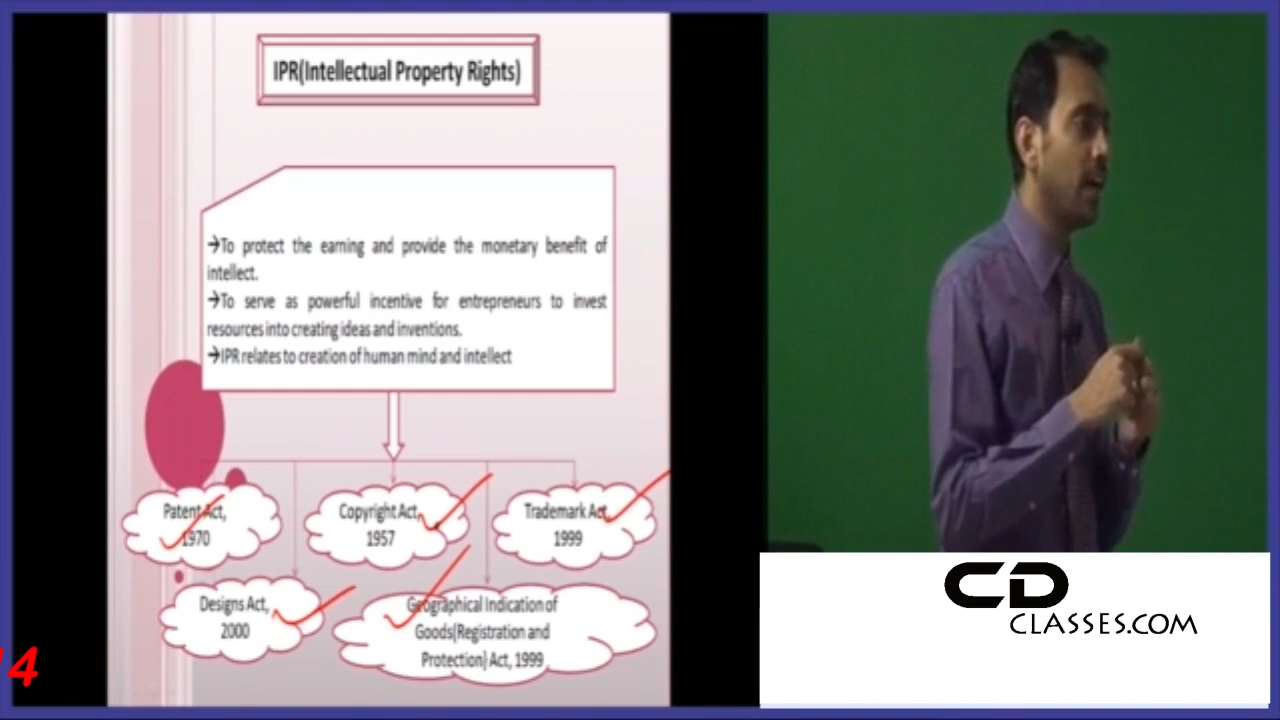 IPR(Intellectual Property Rights)
→To protect the earning and provide the monetary benefit of
intellect.
→To serve as powerful incentive for entrepreneurs to invest
resources into creating ideas and inventions.
→IPR relates to creation of human mind and intellect
Patent Act,
1970
Copyright Act,
1957
Trademark Act,
1999
Designs Act,
2000
Geographical Indication of
Goods(Registration and
Protection) Act, 1999
4
CD
CLASSES.COM